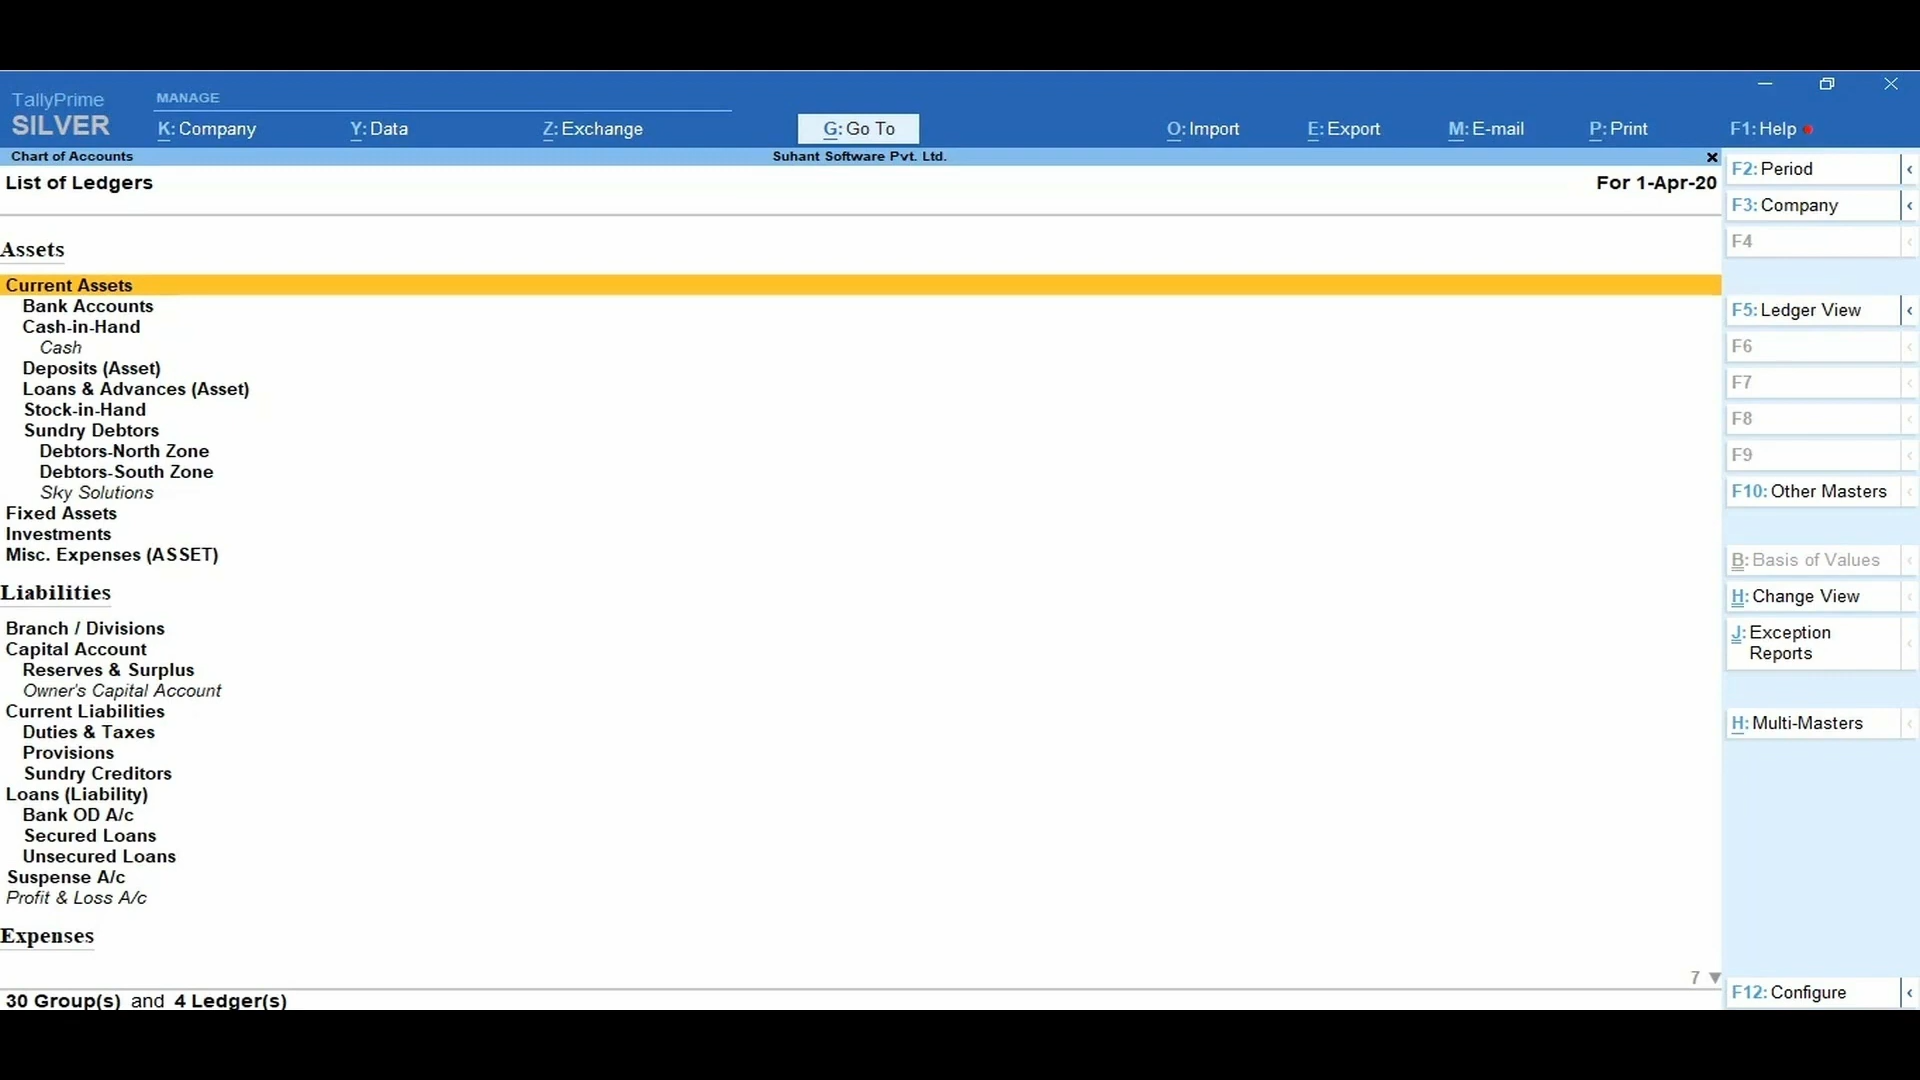 TallyPrime
SILVER
MANAGE
K: Company
Y: Data
Z: Exchange
G: Go To
O: Import
E: Export
M: E-mail
P: Print
F1: Help
Chart of Accounts
Suhant Software Pvt. Ltd.
List of Ledgers
For 1-Apr-20
Assets
Current Assets
Bank Accounts
Cash-in-Hand
Cash
Deposits (Asset)
Loans & Advances (Asset)
Stock-in-Hand
Sundry Debtors
Debtors-North Zone
Debtors-South Zone
Sky Solutions
Fixed Assets
Investments
Misc. Expenses (ASSET)
Liabilities
Branch / Divisions
Capital Account
Reserves & Surplus
Owner's Capital Account
Current Liabilities
Duties & Taxes
Provisions
Sundry Creditors
Loans (Liability)
Bank OD A/c
Secured Loans
Unsecured Loans
Suspense A/c
Profit & Loss A/c
Expenses
7
30 Group(s) and 4 Ledger(s)
F2: Period
F3: Company
F4
F5: Ledger View
F6
F7
F8
F9
F10: Other Masters
B: Basis of Values
H: Change View
J: Exception
Reports
H: Multi-Masters
F12: Configure